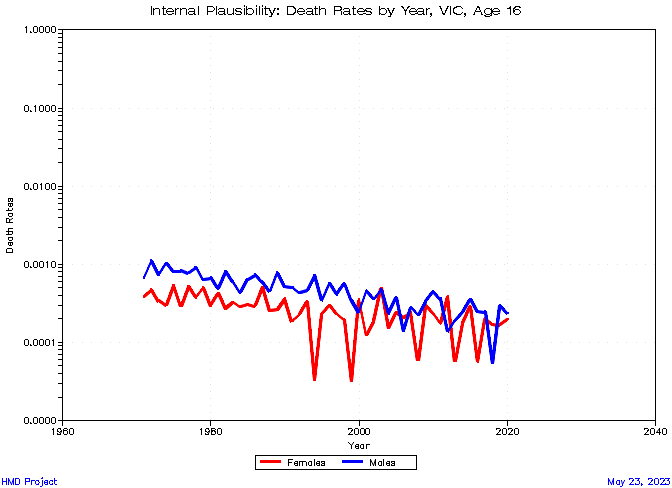 Internal Plausibility: Death Rates by Year, VIC, Age 16
1.0000
0.1000
0.0100
0.0010
0.0001
0.0000
Death Rates
1960
1980
2000
2020
2040
Year
Females
Males
HMD Project
May 23, 2023